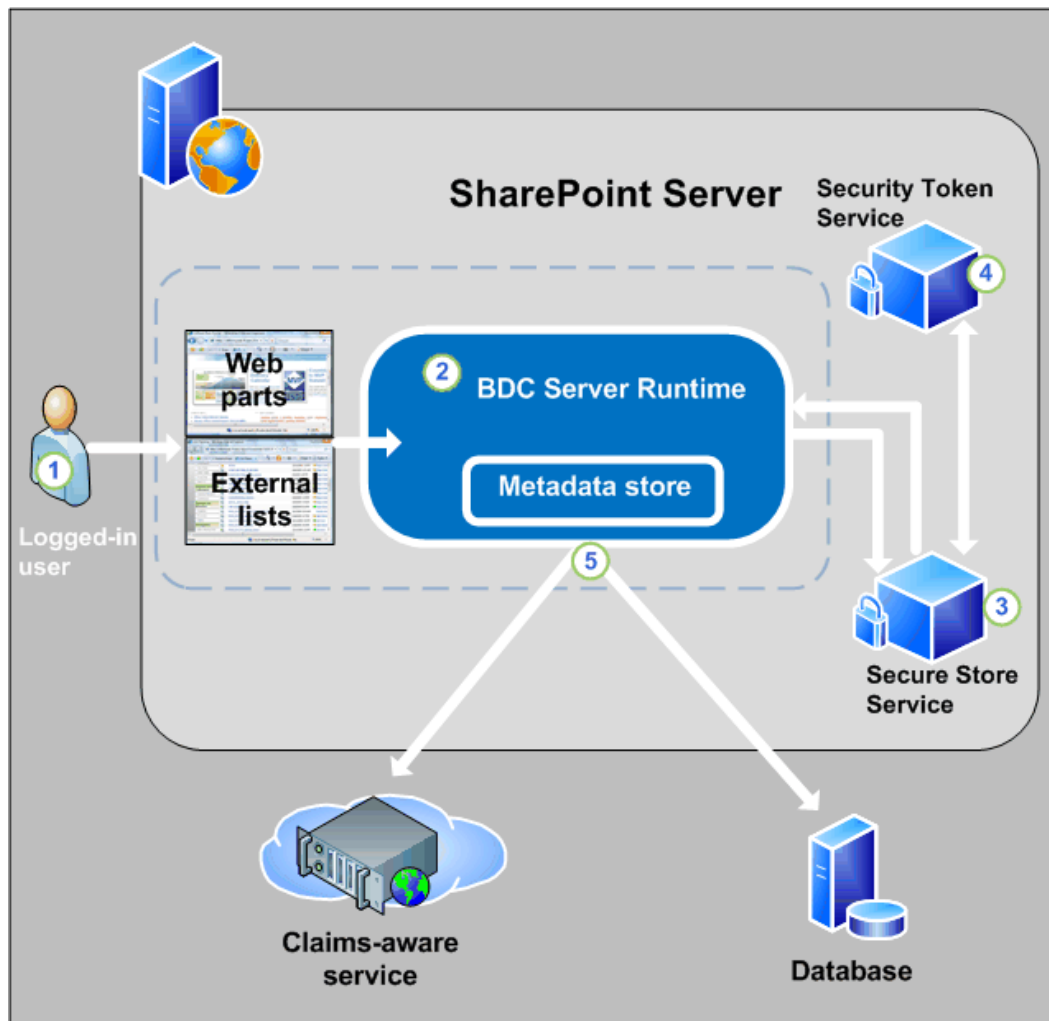 SharePoint Server
Security Token
Service
4
Web
parts
2
BDC Server Runtime
1
External
lists
Metadata store
Logged-in
user
5
3
Secure Store
Service
Claims-aware
service
Database